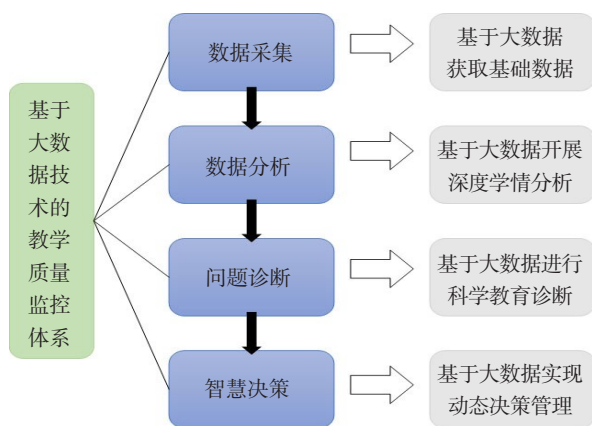 基于
大数
据技
术的
教学
质量
监控
体系
数据采集
基于大数据
获取基础数据
数据分析
基于大数据开展
深度学情分析
问题诊断
基于大数据进行
科学教育诊断
智慧决策
基于大数据实现
动态决策管理